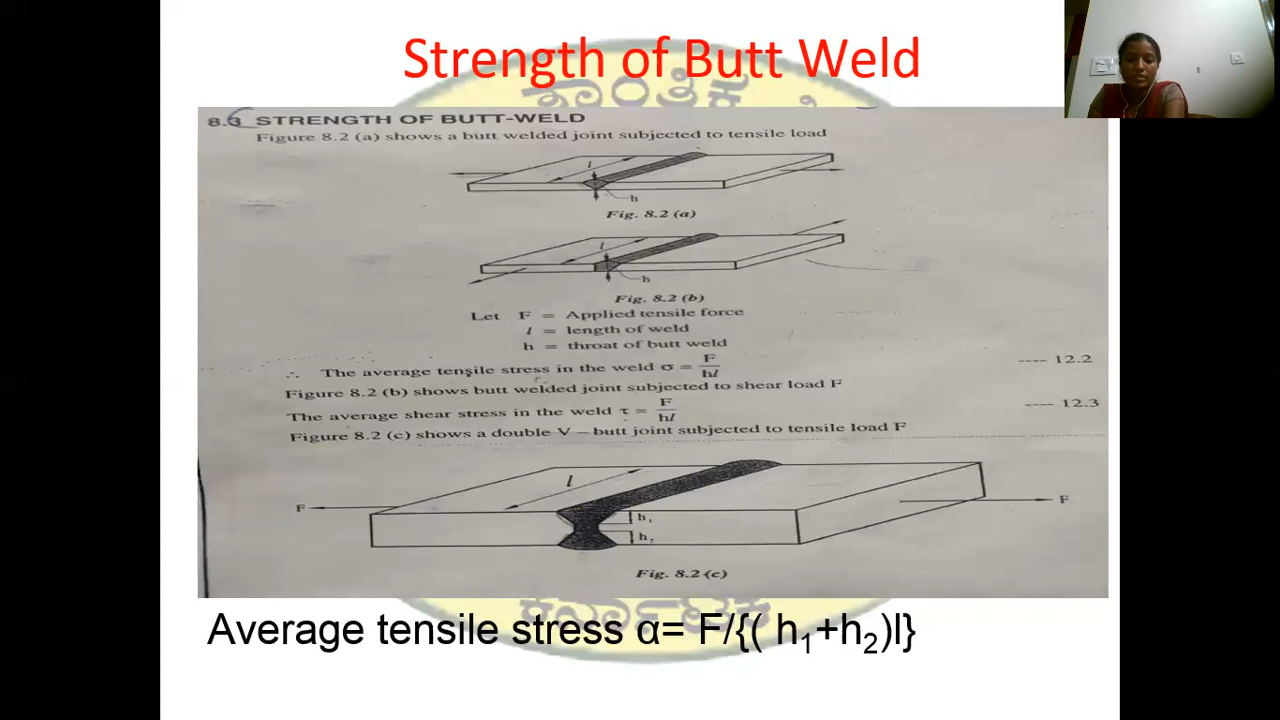 Strength of Butt Weld
8.3 STRENGTH OF BUTT-WELD
Figure 8.2 (a) shows a butt welded joint subjected to tensile load
l
h
Fig. 8.2 (a)
l
h
Fig. 8.2 (b)
Let F = Applied tensile force
l = length of weld
h = throat of butt weld
∴ The average tensile stress in the weld σ = F/hl ---- 12.2
Figure 8.2 (b) shows butt welded joint subjected to shear load F
The average shear stress in the weld τ = F/hl ---- 12.3
Figure 8.2 (c) shows a double V – butt joint subjected to tensile load F
l
F h₁ F
h₂
Fig. 8.2 (c)
Average tensile stress α= F/{( h₁+h₂)l}
ಕರ್ನಾಟಕ